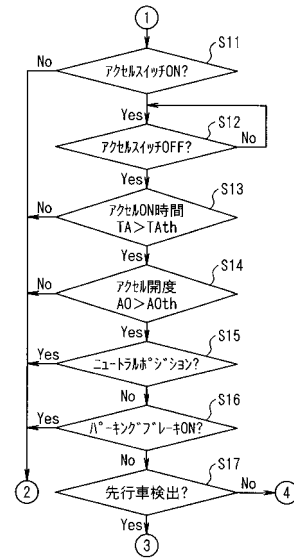 1
S11
No
アクセルスイッチON?
Yes
S12
アクセルスイッチOFF?
No
Yes
S13
アクセルON時間
TA>TAth
No
Yes
S14
アクセル開度
AO>AOth
No
Yes
S15
Yes
ニュートラルポジション?
No
S16
Yes
パーキングブレーキON?
No
S17
2
先行車検出?
No
4
Yes
3